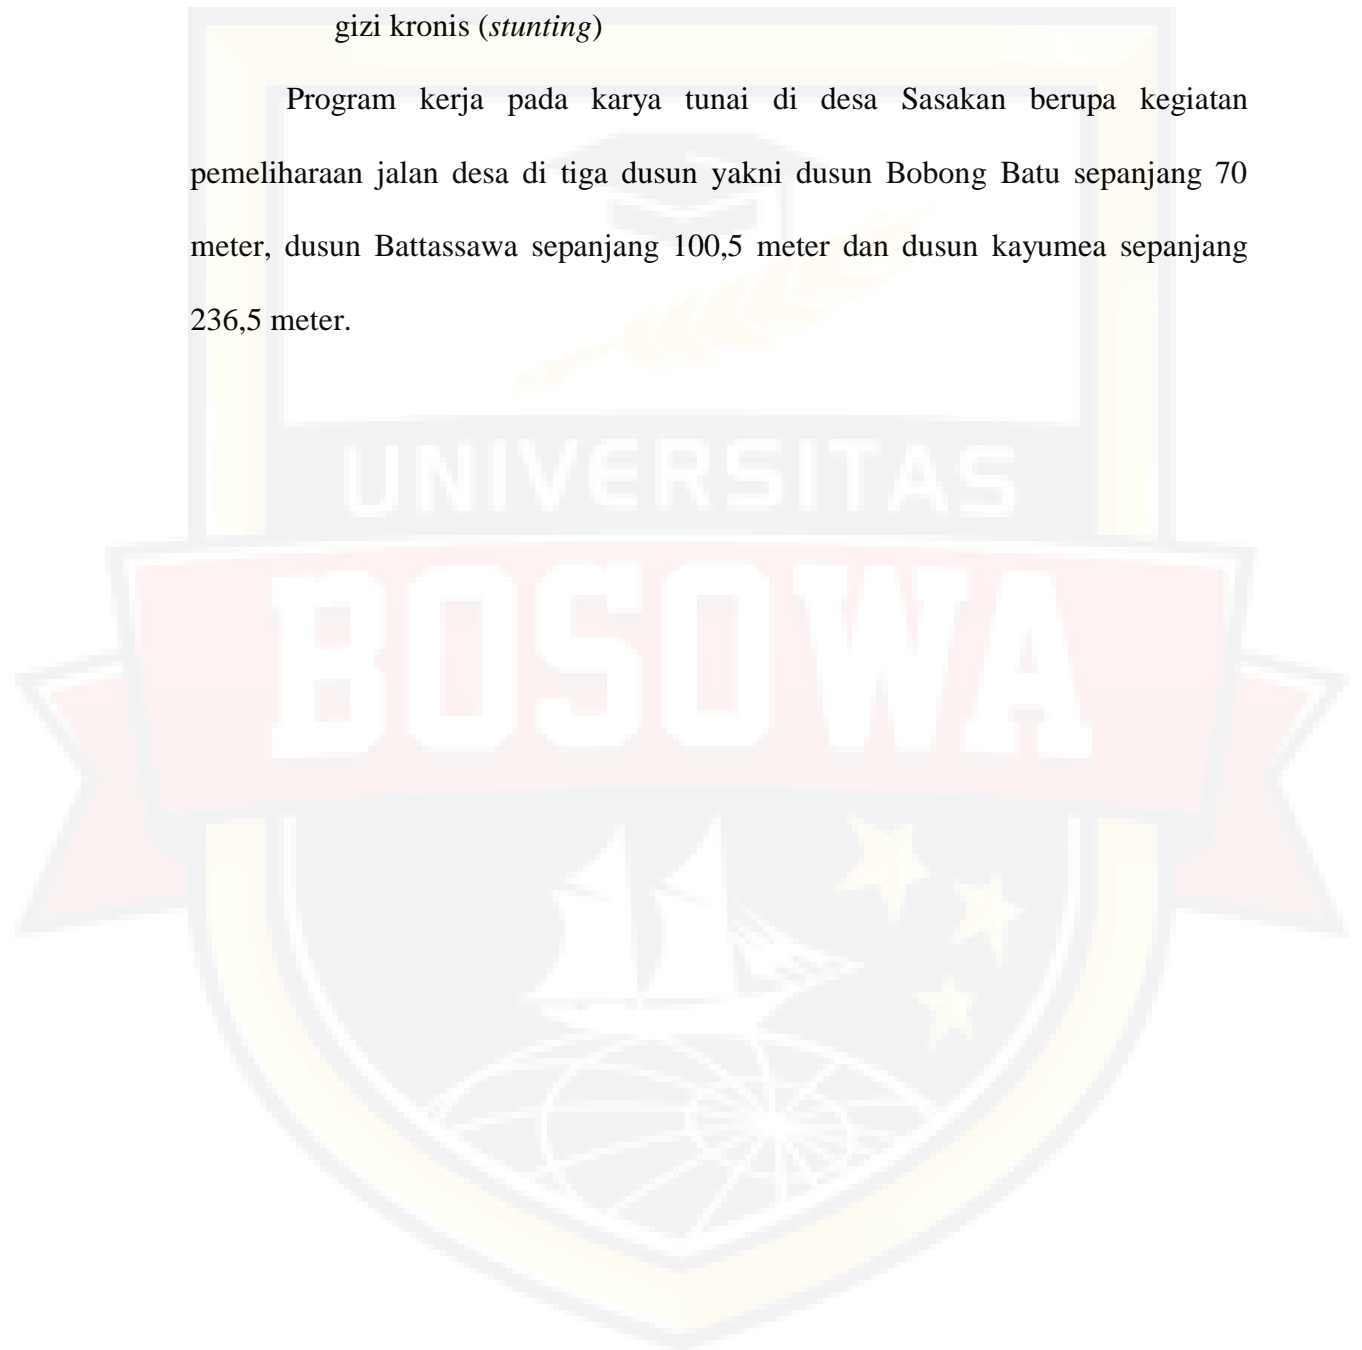 gizi kronis (stunting)
Program kerja pada karya tunai di desa Sasakan berupa kegiatan
pemeliharaan jalan desa di tiga dusun yakni dusun Bobong Batu sepanjang 70
meter, dusun Battassawa sepanjang 100,5 meter dan dusun kayumea sepanjang
236,5 meter.
UNIVERSITAS
BOSOWA